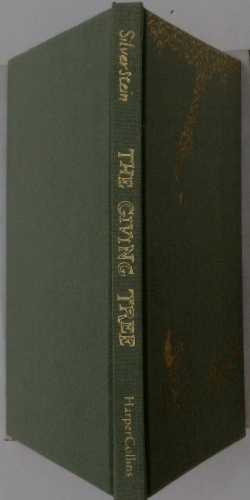 Silverstein
THE GIVING TREE
HarperCollins